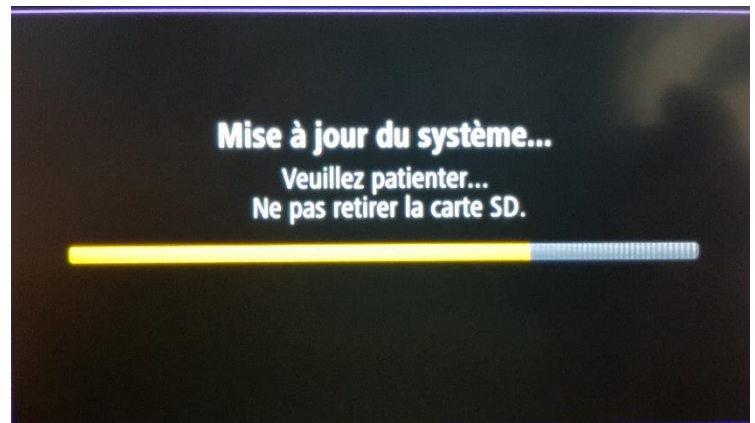 Mise à jour du système...
Veuillez patienter...
Ne pas retirer la carte SD.